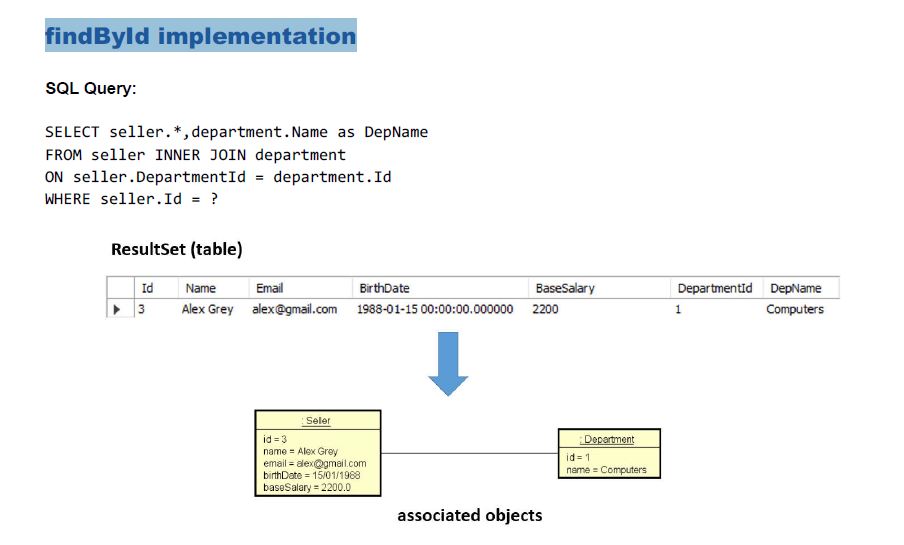 findById implementation
SQL Query:
SELECT seller.*,department.Name as DepName
FROM seller INNER JOIN department
ON seller.DepartmentId = department.Id
WHERE seller.Id = ?
ResultSet (table)
Id Name Email BirthDate BaseSalary DepartmentId DepName
3 Alex Grey alex@gmail.com 1988-01-15 00:00:00.000000 2200 1 Computers
: Seller
id = 3
name = Alex Grey
email = alex@gmail.com
birthDate = 15/01/1988
baseSalary = 2200.0
: Department
id = 1
name = Computers
associated objects